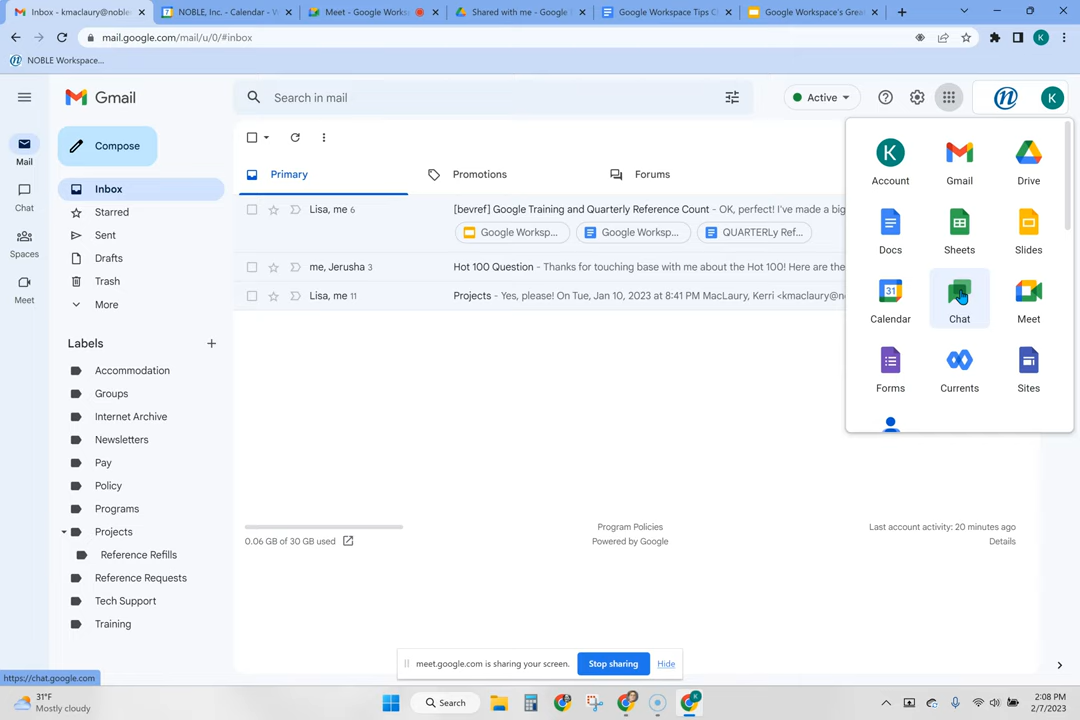 Inbox - kmaclaury@noble
NOBLE, Inc. - Calendar - W
Meet - Google Works
Shared with me - Google
Google Workspace Tips C
Google Workspace's Grea
mail.google.com/mail/u/0/#inbox
K
n NOBLE Workspace...
Gmail
Search in mail
Active
n
K
Mail
Compose
Chat
Inbox
Primary
Promotions
Forums
Starred
Lisa, me 6
[bevref] Google Training and Quarterly Reference Count - OK, perfect! I've made a big
Spaces
Sent
Google Worksp...
Google Worksp...
QUARTERLy Ref...
Drafts
me, Jerusha 3
Hot 100 Question - Thanks for touching base with me about the Hot 100! Here are the
Meet
Trash
Lisa, me 11
Projects - Yes, please! On Tue, Jan 10, 2023 at 8:41 PM MacLaury, Kerri <kmaclaury@no
More
K
Account
Gmail
Drive
Docs
Sheets
Slides
31
Calendar
Chat
Meet
Forms
Currents
Sites
Labels
Accommodation
Groups
Internet Archive
Newsletters
Pay
Policy
Programs
Projects
Reference Refills
Reference Requests
Tech Support
Training
0.06 GB of 30 GB used
Program Policies
Powered by Google
Last account activity: 20 minutes ago
Details
meet.google.com is sharing your screen.
Stop sharing
Hide
https://chat.google.com
31°F
Mostly cloudy
Search
K
2:08 PM
2/7/2023